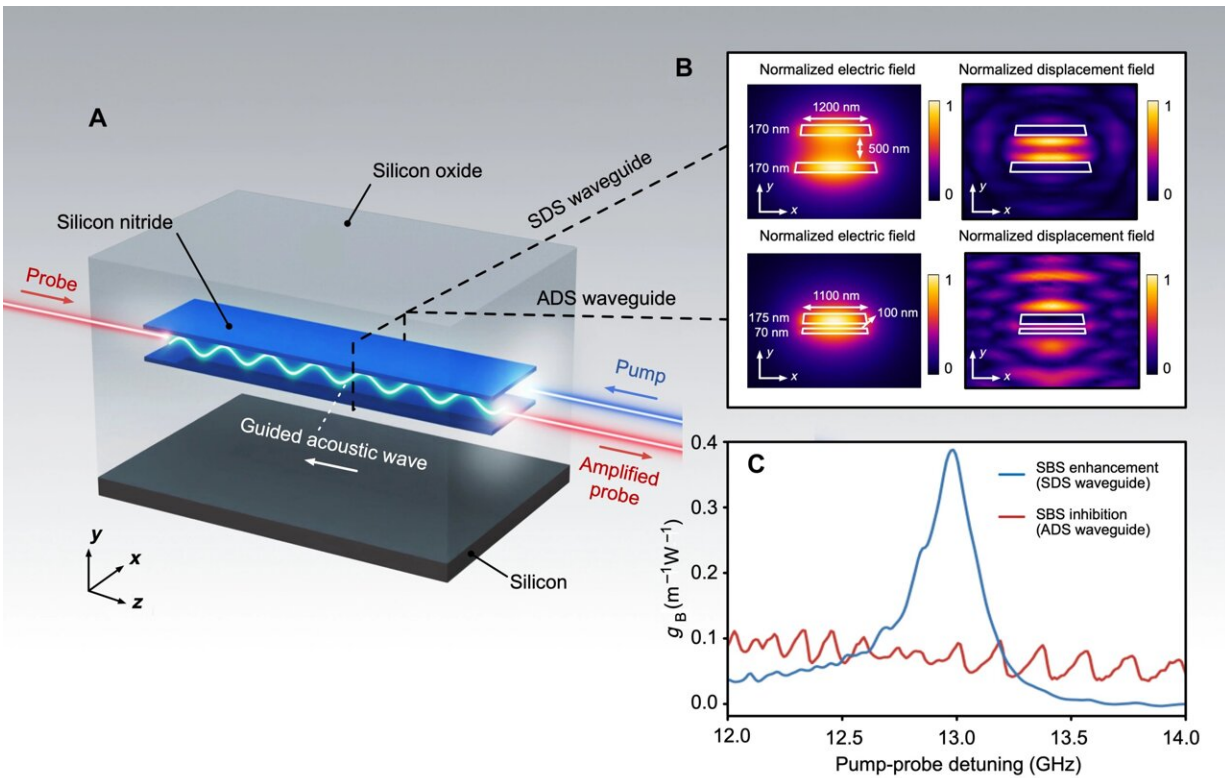 A
Silicon oxide
Silicon nitride
Probe
SDS waveguide
ADS waveguide
Pump
Guided acoustic wave
Amplified
probe
Silicon
y
x
z
B
Normalized electric field
Normalized displacement field
1200 nm
170 nm
500 nm
170 nm
y
x
1
0
y
x
1
0
Normalized electric field
Normalized displacement field
1100 nm
100 nm
175 nm
70 nm
y
x
1
0
y
x
1
0
C
SBS enhancement
(SDS waveguide)
SBS inhibition
(ADS waveguide)
g_B (m⁻¹W⁻¹)
0.4
0.3
0.2
0.1
0.0
12.0 12.5 13.0 13.5 14.0
Pump-probe detuning (GHz)